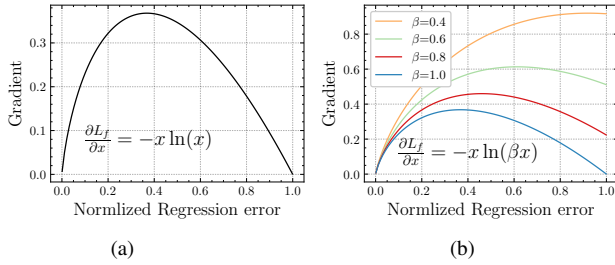 0.3
0.2
0.1
0.0
Gradient
∂L_f/∂x = −x ln(x)
0.0 0.2 0.4 0.6 0.8 1.0
Normlized Regression error
(a)
0.8
0.6
0.4
0.2
0.0
Gradient
β=0.4
β=0.6
β=0.8
β=1.0
∂L_f/∂x = −x ln(βx)
0.0 0.2 0.4 0.6 0.8 1.0
Normlized Regression error
(b)